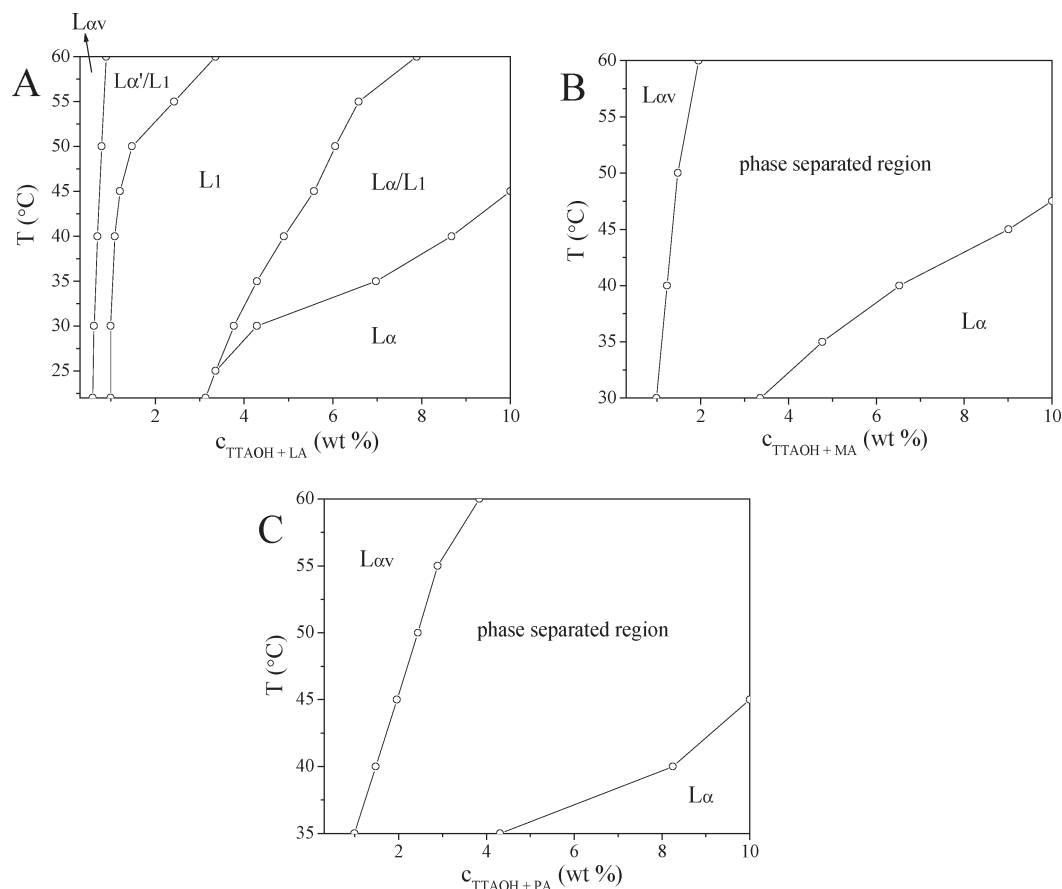 Lαv
A
Lα'/L1
L1
Lα/L1
Lα
60
55
50
45
40
35
30
25
T (°C)
2
4
6
8
10
cTTAOH + LA (wt %)
B
Lαv
phase separated region
Lα
60
55
50
45
40
35
30
T (°C)
2
4
6
8
10
cTTAOH + MA (wt %)
C
Lαv
phase separated region
Lα
60
55
50
45
40
35
T (°C)
2
4
6
8
10
cTTAOH + PA (wt %)